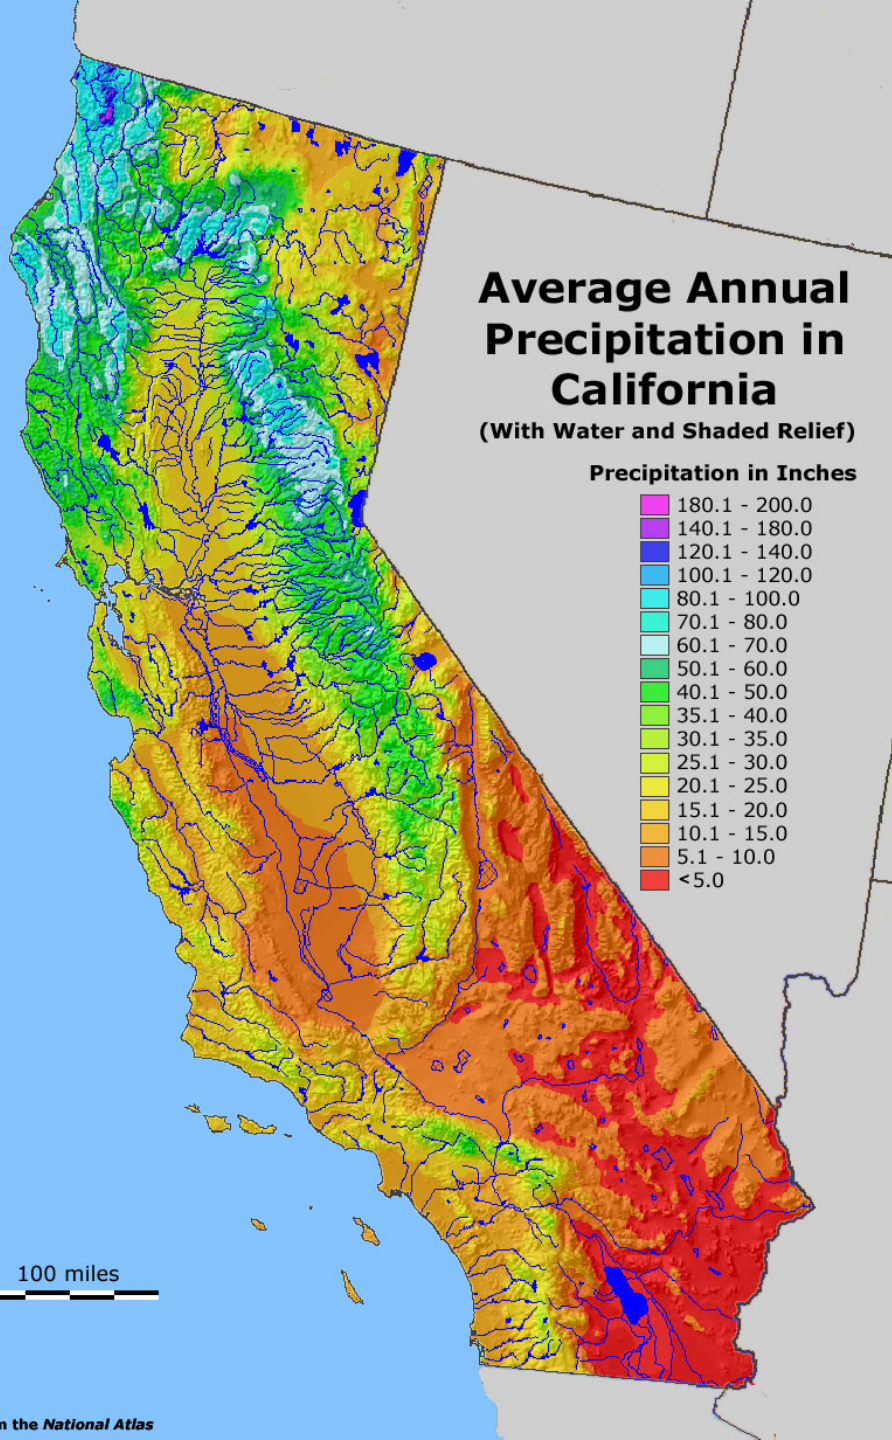 Average Annual
Precipitation in
California
(With Water and Shaded Relief)
Precipitation in Inches
180.1 - 200.0
140.1 - 180.0
120.1 - 140.0
100.1 - 120.0
80.1 - 100.0
70.1 - 80.0
60.1 - 70.0
50.1 - 60.0
40.1 - 50.0
35.1 - 40.0
30.1 - 35.0
25.1 - 30.0
20.1 - 25.0
15.1 - 20.0
10.1 - 15.0
5.1 - 10.0
<5.0
100 miles
the National Atlas